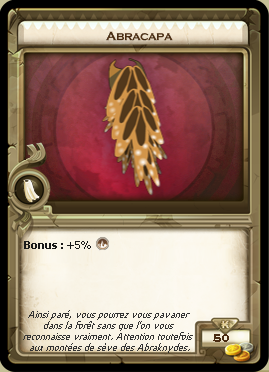 ABRACAPA
Bonus : +5%
Ainsi paré, vous pourrez vous pavaner
dans la forêt sans que l'on vous
reconnaisse vraiment. Attention toutefois
aux montées de sève des Abraknydes.
K
50